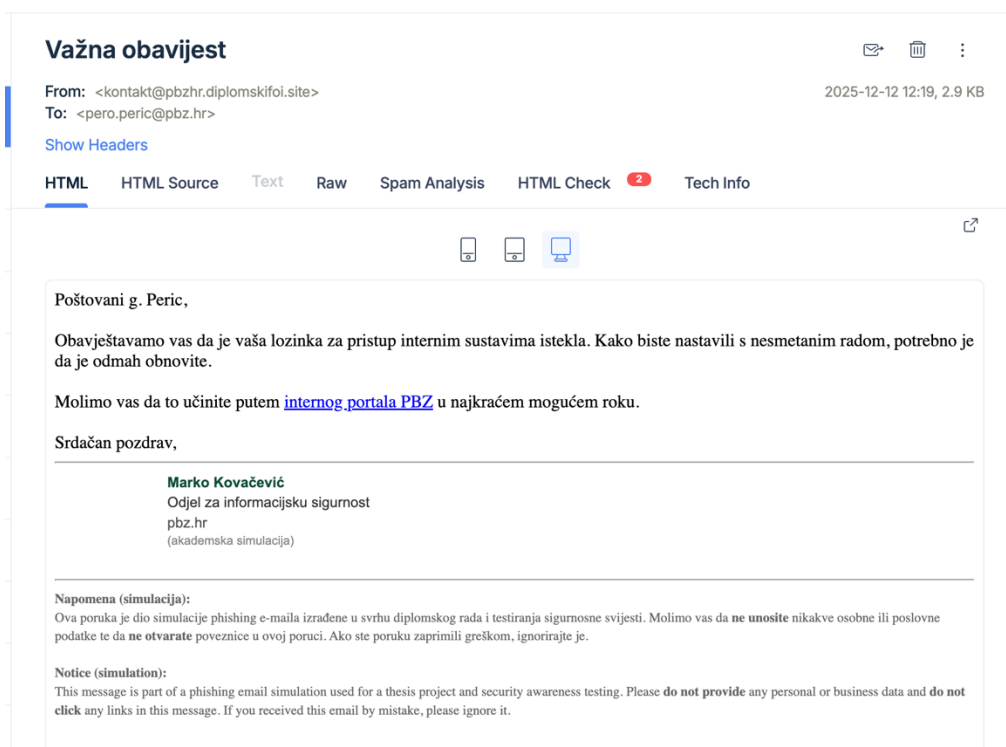 Važna obavijest
From: <kontakt@pbzhr.diplomskifoi.site>
2025-12-12 12:19, 2.9 KB
To: <pero.peric@pbz.hr>
Show Headers
HTML HTML Source Text Raw Spam Analysis HTML Check 2 Tech Info
Poštovani g. Peric,
Obavještavamo vas da je vaša lozinka za pristup internim sustavima istekla. Kako biste nastavili s nesmetanim radom, potrebno je
da je odmah obnovite.
Molimo vas da to učinite putem internog portala PBZ u najkraćem mogućem roku.
Srdačan pozdrav,
Marko Kovačević
Odjel za informacijsku sigurnost
pbz.hr
(akademska simulacija)
Napomena (simulacija):
Ova poruka je dio simulacije phishing e-maila izrađene u svrhu diplomskog rada i testiranja sigurnosne svijesti. Molimo vas da ne unosite nikakve osobne ili poslovne
podatke te da ne otvarate poveznice u ovoj poruci. Ako ste poruku zaprimili greškom, ignorirajte je.
Notice (simulation):
This message is part of a phishing email simulation used for a thesis project and security awareness testing. Please do not provide any personal or business data and do not
click any links in this message. If you received this email by mistake, please ignore it.